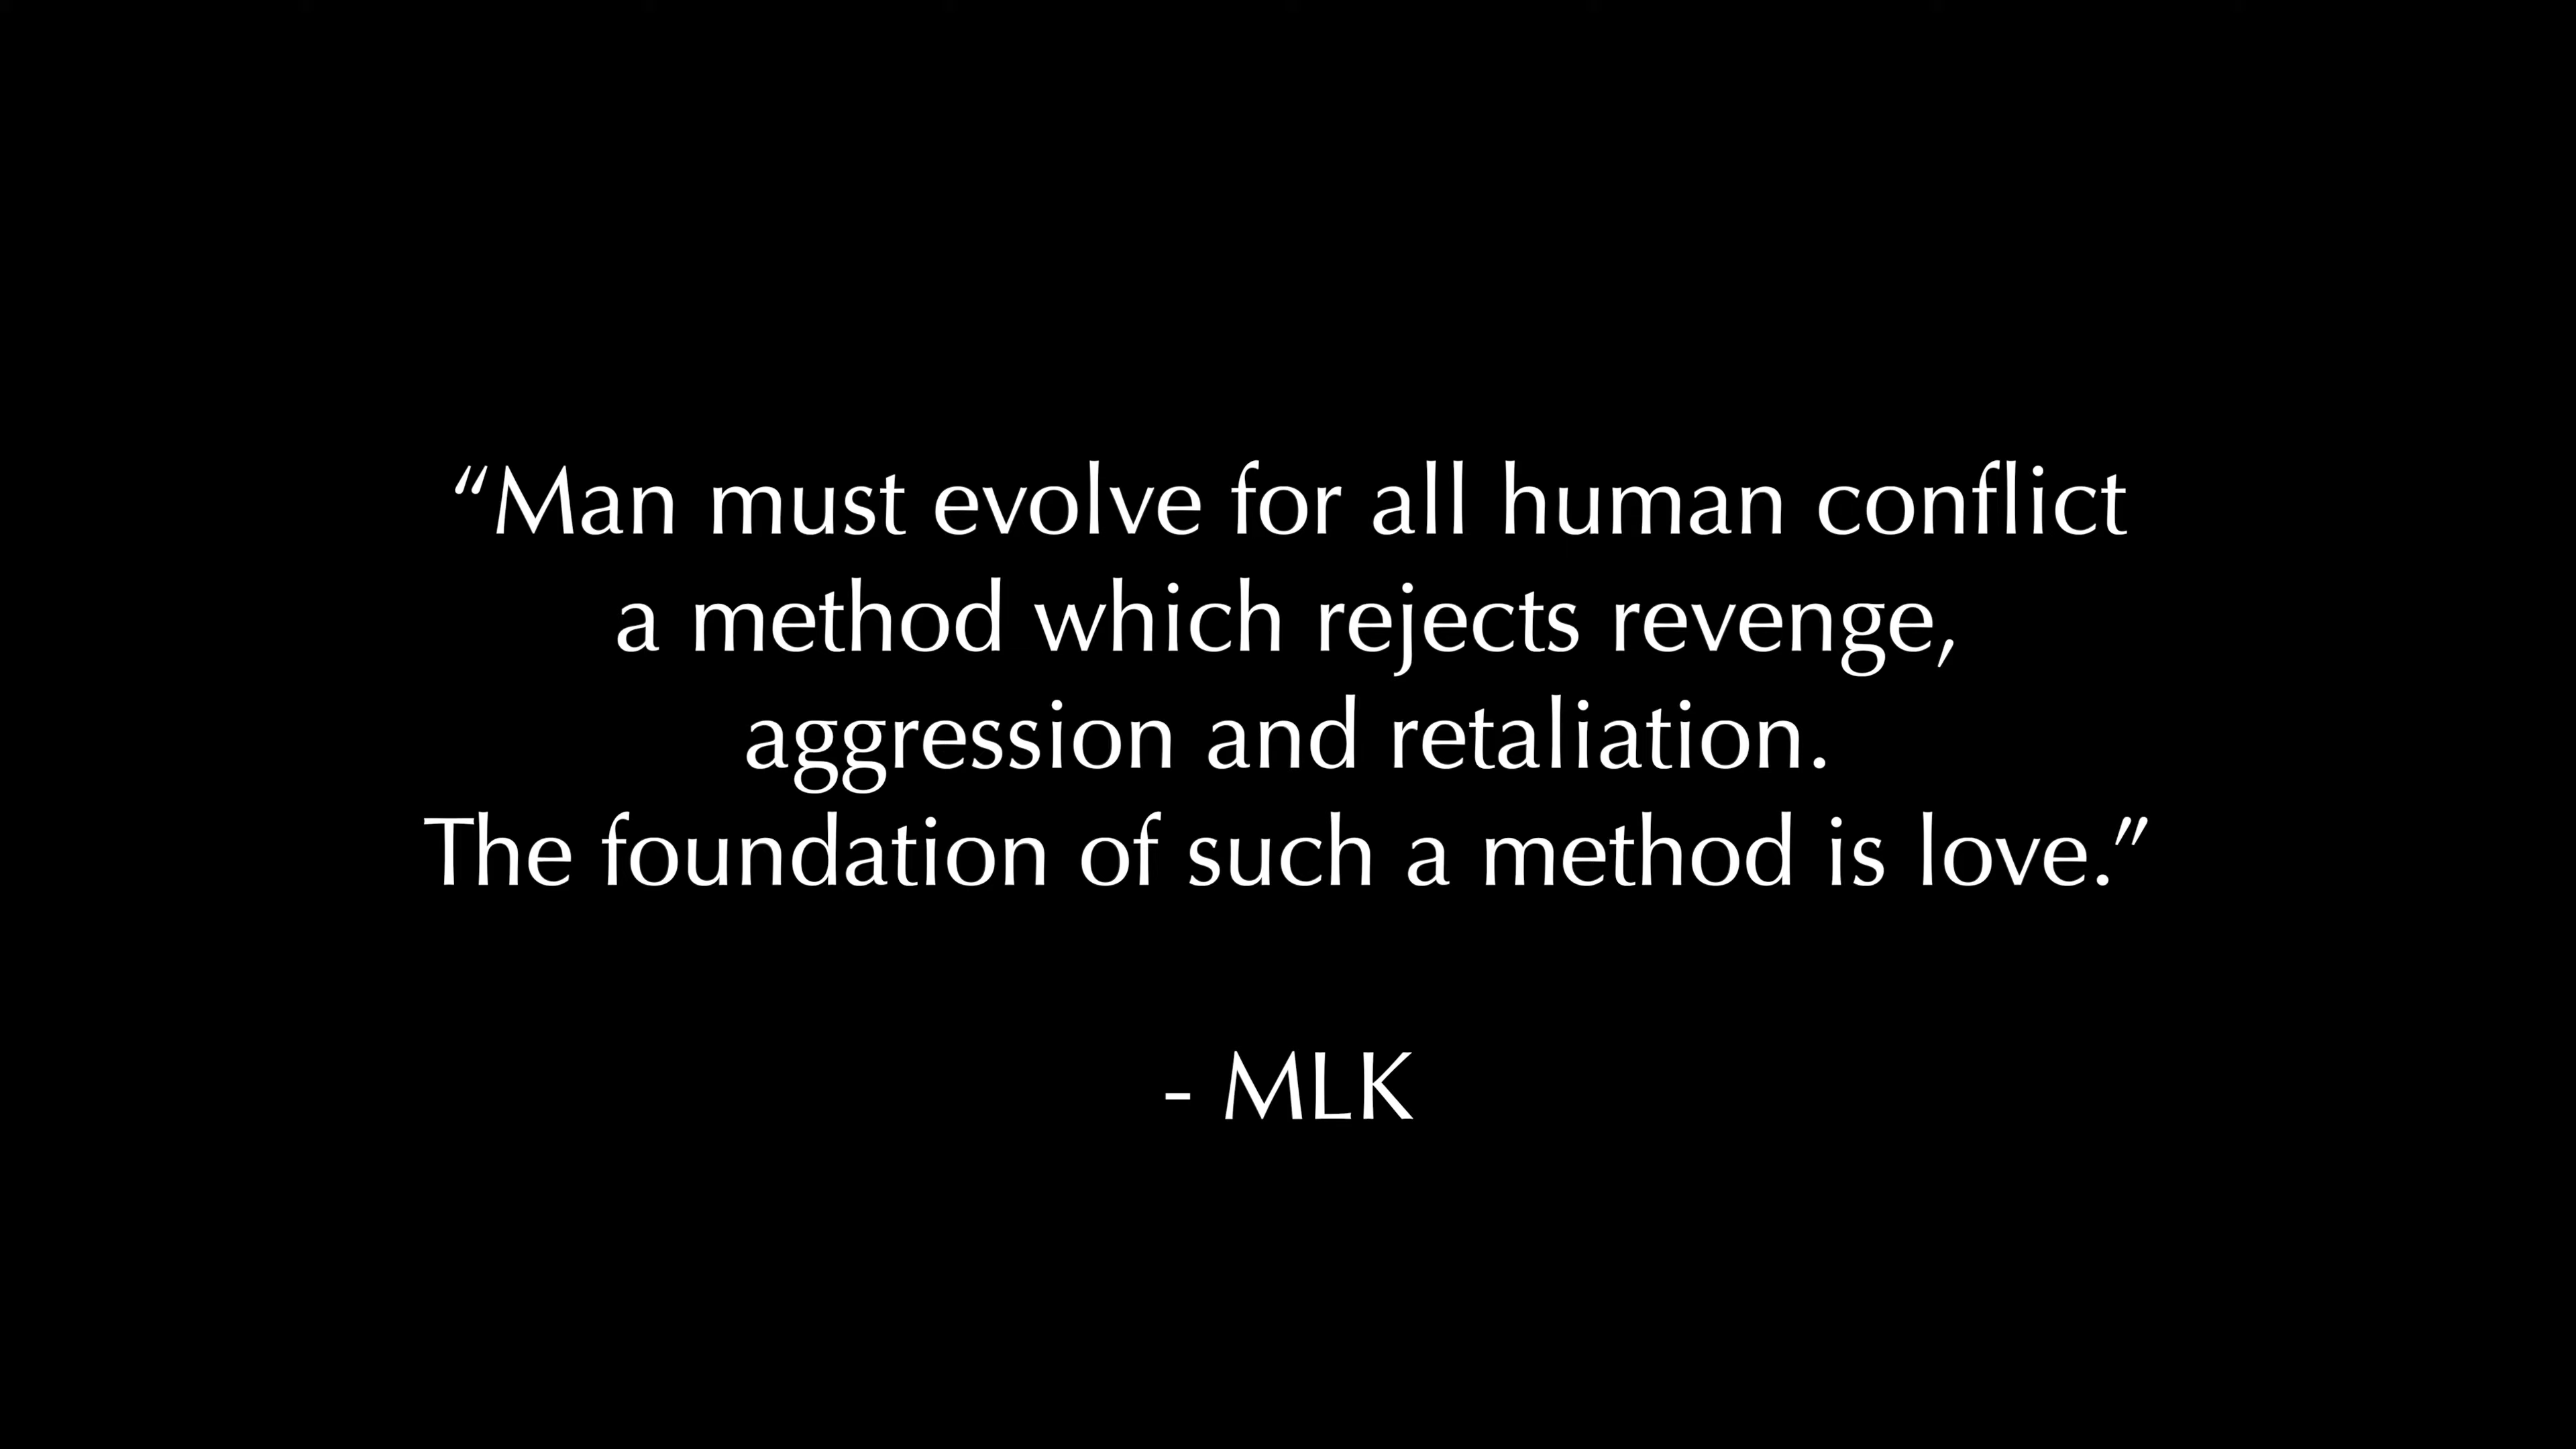 “Man must evolve for all human conflict
a method which rejects revenge,
aggression and retaliation.
The foundation of such a method is love.”
- MLK